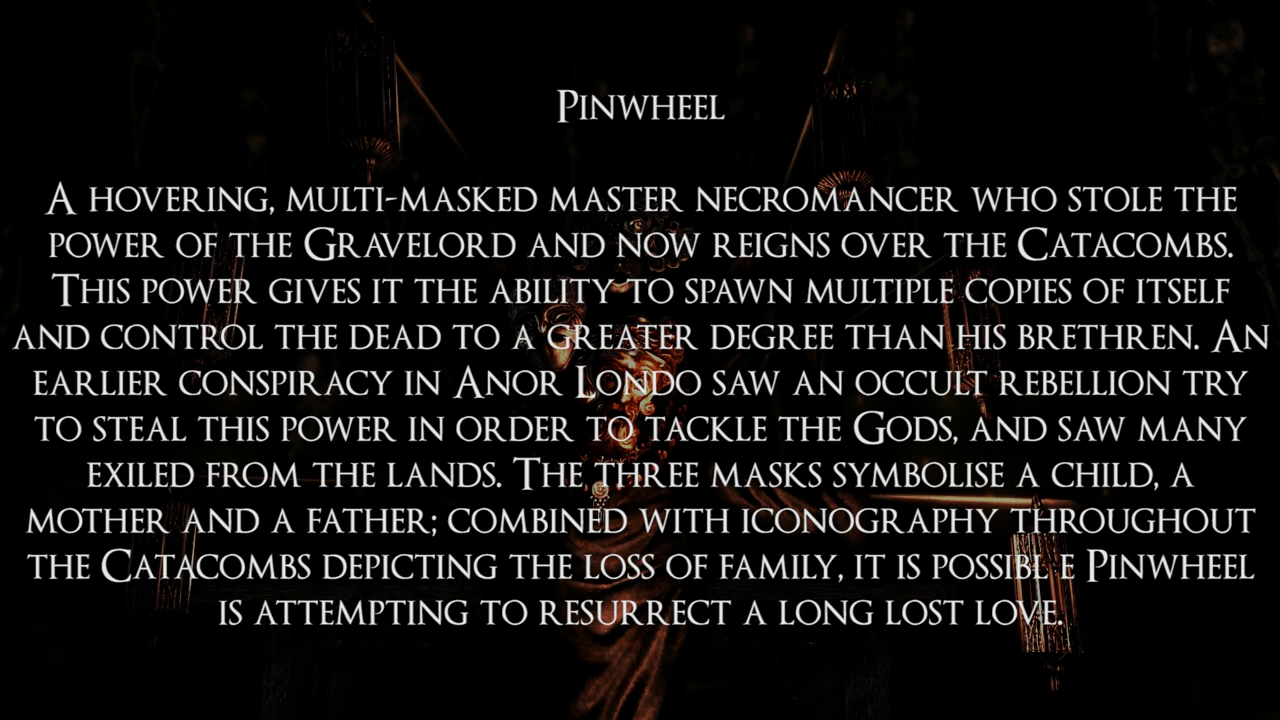 Pinwheel
A hovering, multi-masked master necromancer who stole the
power of the Gravelord and now reigns over the Catacombs.
This power gives it the ability to spawn multiple copies of itself
and control the dead to a greater degree than his brethren. An
earlier conspiracy in Anor Londo saw an occult rebellion try
to steal this power in order to tackle the Gods, and saw many
exiled from the lands. The three masks symbolise a child, a
mother and a father; combined with iconography throughout
the Catacombs depicting the loss of family, it is possible Pinwheel
is attempting to resurrect a long lost love.